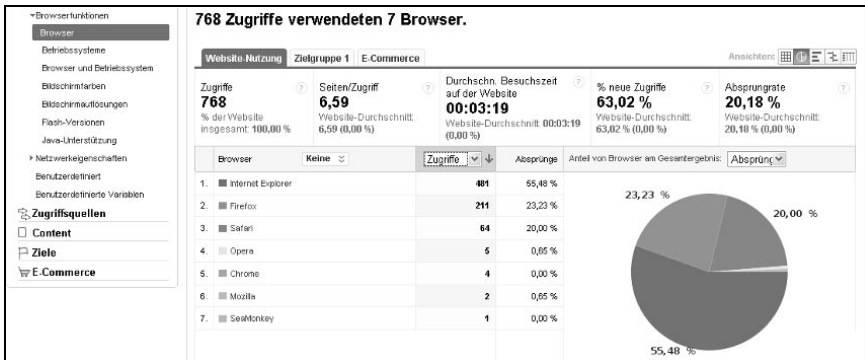 Browserfunktionen
Browser
Betriebssysteme
Browser und Betriebssystem
Bildschirmfarben
Bildschirmauflösungen
Flash-Versionen
Java-Unterstützung
Netzwerkeigenschaften
Benutzerdefiniert
Benutzerdefinierte Variablen
Zugriffsquellen
Content
Ziele
E-Commerce
768 Zugriffe verwendeten 7 Browser.
Website-Nutzung Zielgruppe 1 E-Commerce Ansichten:
Zugriffe ?
768
% der Website
insgesamt: 100,00 %
Seiten/Zugriff ?
6,59
Website-Durchschnitt:
6,59 (0,00 %)
Durchschn. Besuchszeit ?
auf der Website
00:03:19
Website-Durchschnitt: 00:03:19
(0,00 %)
% neue Zugriffe ?
63,02 %
Website-Durchschnitt:
63,02 % (0,00 %)
Absprungrate ?
20,18 %
Website-Durchschnitt:
20,18 % (0,00 %)
Browser Keine Zugriffe Absprünge Anteil von Browser am Gesamtergebnis: Absprüng
1. Internet Explorer 481 55,48 %
2. Firefox 211 23,23 %
3. Safari 64 20,00 %
4. Opera 5 0,65 %
5. Chrome 4 0,00 %
6. Mozilla 2 0,65 %
7. SeaMonkey 1 0,00 %
23,23 %
20,00 %
55,48 %